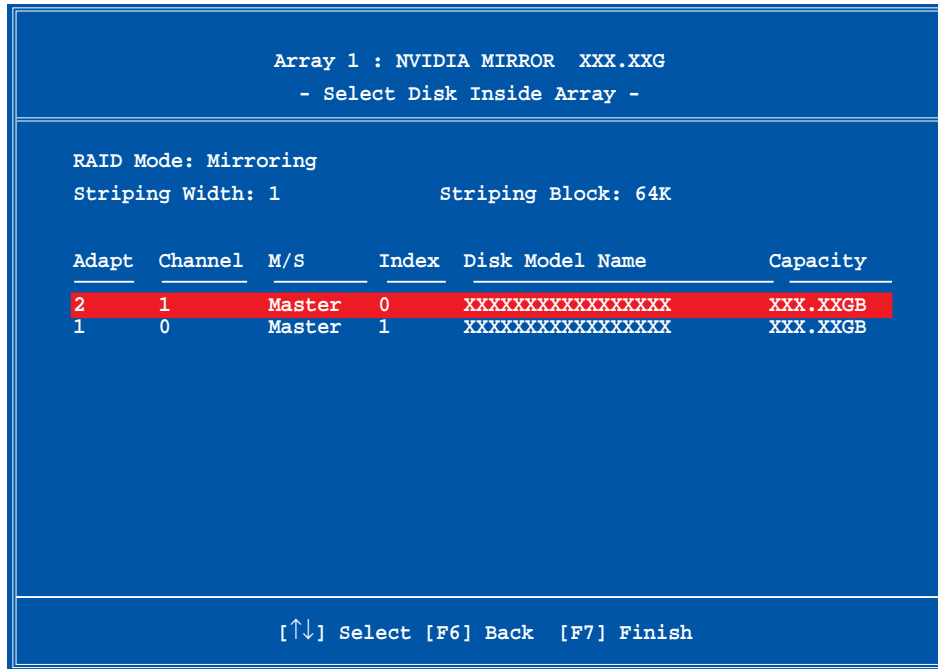 Array 1 : NVIDIA MIRROR XXX.XXG
- Select Disk Inside Array -
RAID Mode: Mirroring
Striping Width: 1 Striping Block: 64K
Adapt Channel M/S Index Disk Model Name Capacity
2 1 Master 0 XXXXXXXXXXXXXXXXX XXX.XXGB
1 0 Master 1 XXXXXXXXXXXXXXXXX XXX.XXGB
[↑↓] Select [F6] Back [F7] Finish